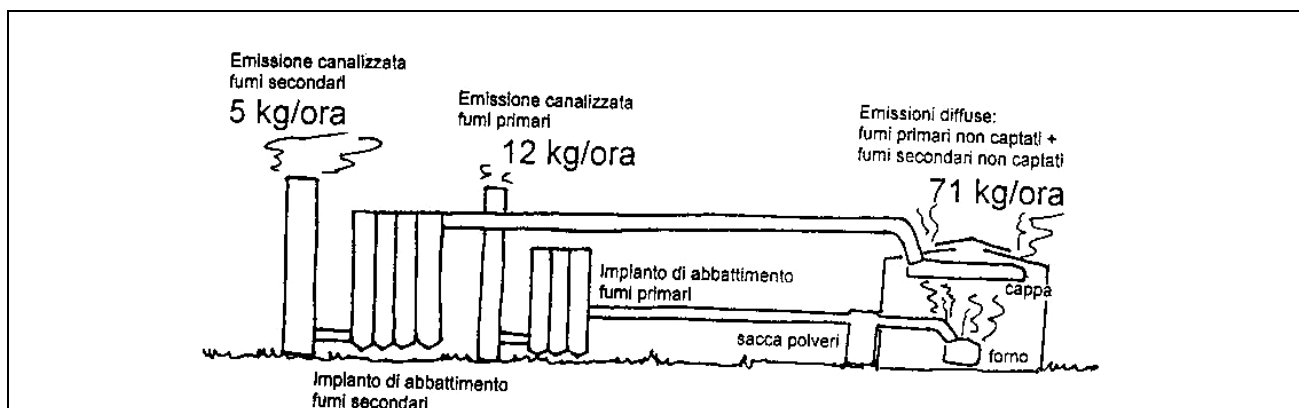 Emissione canalizzata
fumi secondari
5 kg/ora
Emissione canalizzata
fumi primari
12 kg/ora
Emissioni diffuse:
fumi primari non captati +
fumi secondari non captati
71 kg/ora
Impianto di abbattimento
fumi primari
cappa
sacca polveri
forno
Impianto di abbattimento
fumi secondari